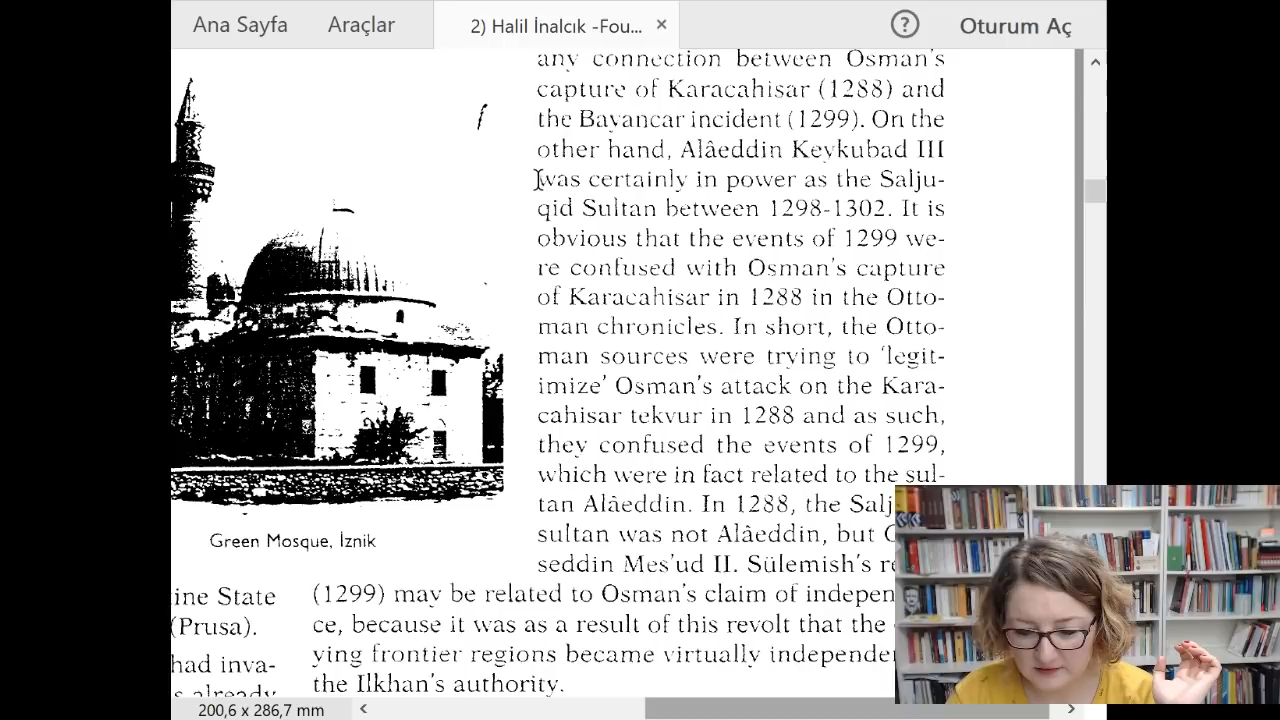 Ana Sayfa Araçlar 2) Halil İnalcık -Fou... × ? Oturum Aç
any connection between Osman's
capture of Karacahisar (1288) and
the Bayancar incident (1299). On the
other hand, Alâeddin Keykubad III
was certainly in power as the Salju-
qid Sultan between 1298-1302. It is
obvious that the events of 1299 we-
re confused with Osman's capture
of Karacahisar in 1288 in the Otto-
man chronicles. In short, the Otto-
man sources were trying to 'legit-
imize' Osman's attack on the Kara-
cahisar tekvur in 1288 and as such,
they confused the events of 1299,
which were in fact related to the sul-
tan Alâeddin. In 1288, the Salj
sultan was not Alâeddin, but
seddin Mes'ud II. Sülemish's re
Green Mosque, İznik
ine State
(Prusa).
had inva-
s already
(1299) may be related to Osman's claim of indepen
ce, because it was as a result of this revolt that the
ying frontier regions became virtually independe
the Ilkhan's authority.
200,6 x 286,7 mm